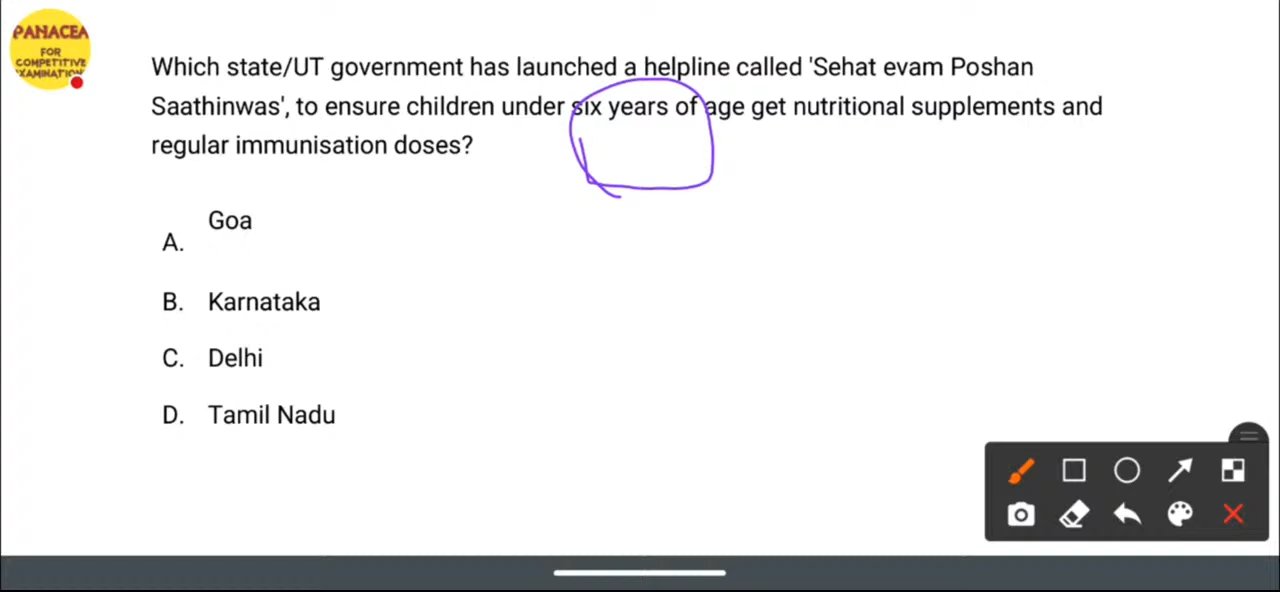 PANACEA
FOR
COMPETITIVE
EXAMINATION
Which state/UT government has launched a helpline called 'Sehat evam Poshan
Saathinwas', to ensure children under six years of age get nutritional supplements and
regular immunisation doses?
A. Goa
B. Karnataka
C. Delhi
D. Tamil Nadu